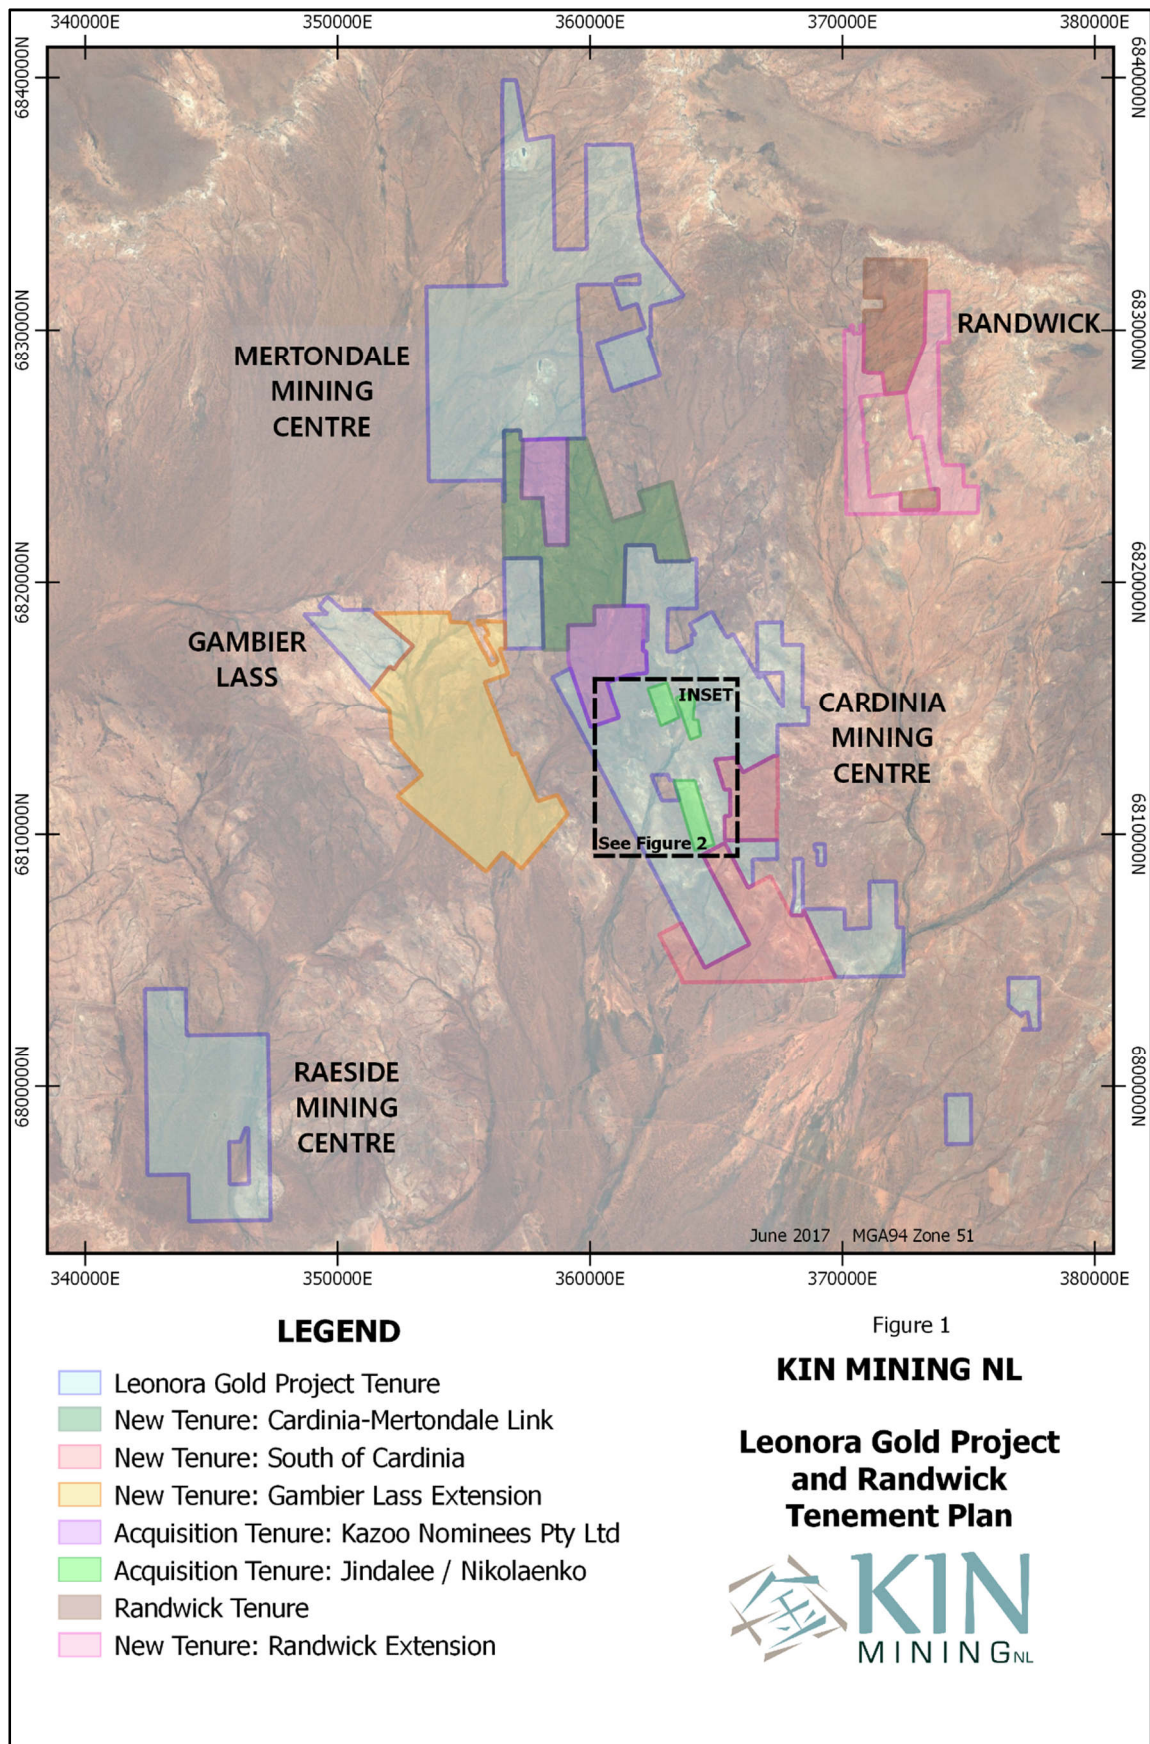 340000E 350000E 360000E 370000E 380000E
6840000N
6840000N
RANDWICK
6830000N
6830000N
MERTONDALE
MINING
CENTRE
6820000N
6820000N
GAMBIER
LASS
INSET
CARDINIA
MINING
CENTRE
See Figure 2
6810000N
6810000N
RAESIDE
MINING
CENTRE
6800000N
6800000N
June 2017 MGA94 Zone 51
340000E 350000E 360000E 370000E 380000E
LEGEND
Leonora Gold Project Tenure
New Tenure: Cardinia-Mertondale Link
New Tenure: South of Cardinia
New Tenure: Gambier Lass Extension
Acquisition Tenure: Kazoo Nominees Pty Ltd
Acquisition Tenure: Jindalee / Nikolaenko
Randwick Tenure
New Tenure: Randwick Extension
Figure 1
KIN MINING NL
Leonora Gold Project
and Randwick
Tenement Plan
KIN
MINING NL